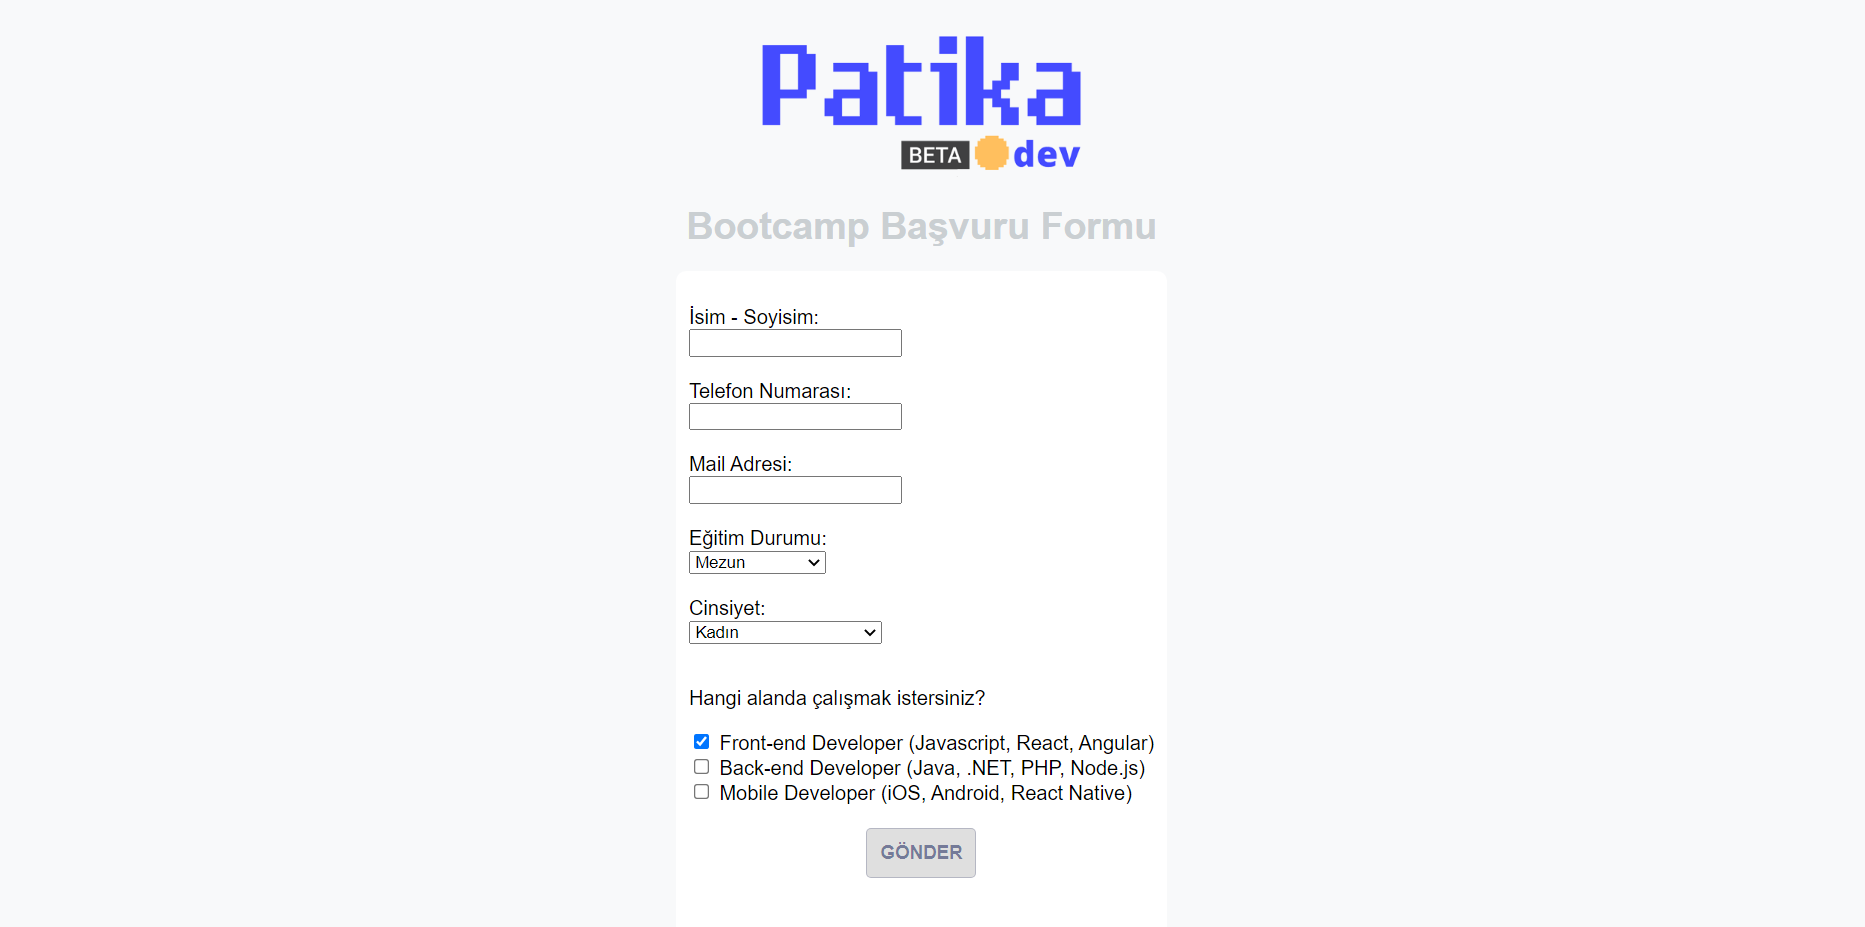 Patika
BETA dev
Bootcamp Başvuru Formu
İsim - Soyisim:
Telefon Numarası:
Mail Adresi:
Eğitim Durumu:
Mezun
Cinsiyet:
Kadın
Hangi alanda çalışmak istersiniz?
Front-end Developer (Javascript, React, Angular)
Back-end Developer (Java, .NET, PHP, Node.js)
Mobile Developer (iOS, Android, React Native)
GÖNDER